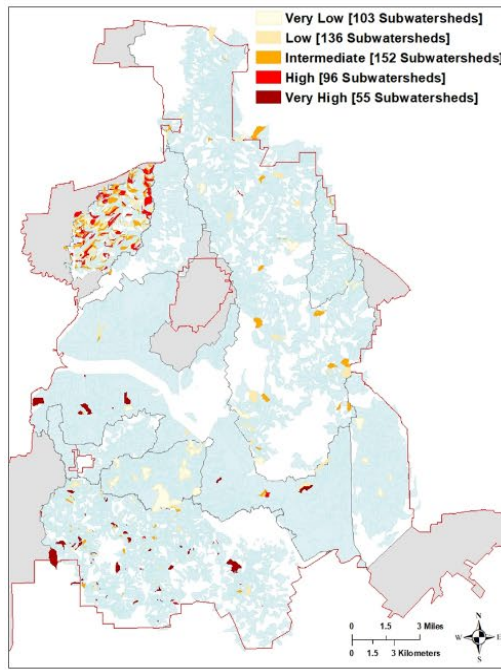 Very Low [103 Subwatersheds]
Low [136 Subwatersheds]
Intermediate [152 Subwatersheds]
High [96 Subwatersheds]
Very High [55 Subwatersheds]
N
W E
S
0 1.5 3 Miles
0 1.5 3 Kilometers